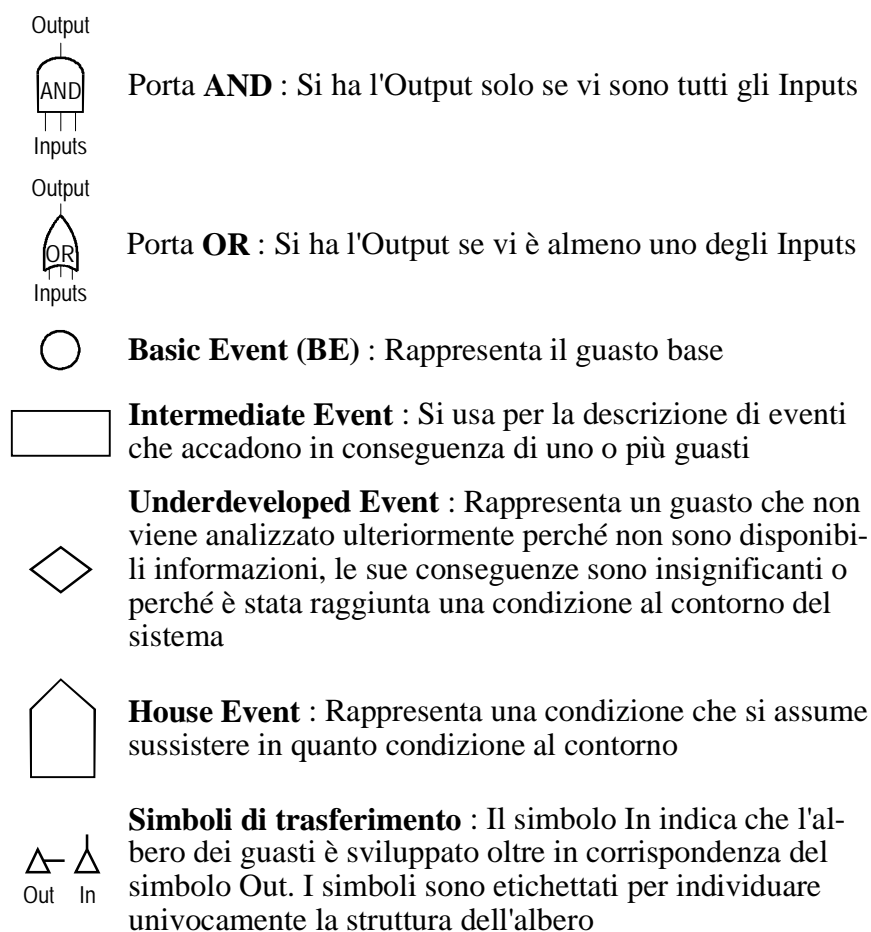 Output
AND
Inputs
Porta AND : Si ha l'Output solo se vi sono tutti gli Inputs
Output
OR
Inputs
Porta OR : Si ha l'Output se vi è almeno uno degli Inputs
Basic Event (BE) : Rappresenta il guasto base
Intermediate Event : Si usa per la descrizione di eventi
che accadono in conseguenza di uno o più guasti
Underdeveloped Event : Rappresenta un guasto che non
viene analizzato ulteriormente perché non sono disponibi-
li informazioni, le sue conseguenze sono insignificanti o
perché è stata raggiunta una condizione al contorno del
sistema
House Event : Rappresenta una condizione che si assume
sussistere in quanto condizione al contorno
Out In
Simboli di trasferimento : Il simbolo In indica che l'al-
bero dei guasti è sviluppato oltre in corrispondenza del
simbolo Out. I simboli sono etichettati per individuare
univocamente la struttura dell'albero